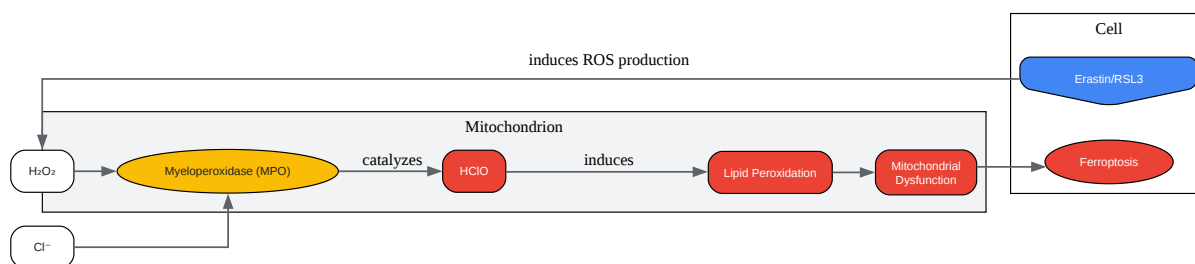 Cell
induces ROS production
Erastin/RSL3
Mitochondrion
H₂O₂
Myeloperoxidase (MPO)
catalyzes
HClO
induces
Lipid Peroxidation
Mitochondrial
Dysfunction
Ferroptosis
Cl⁻